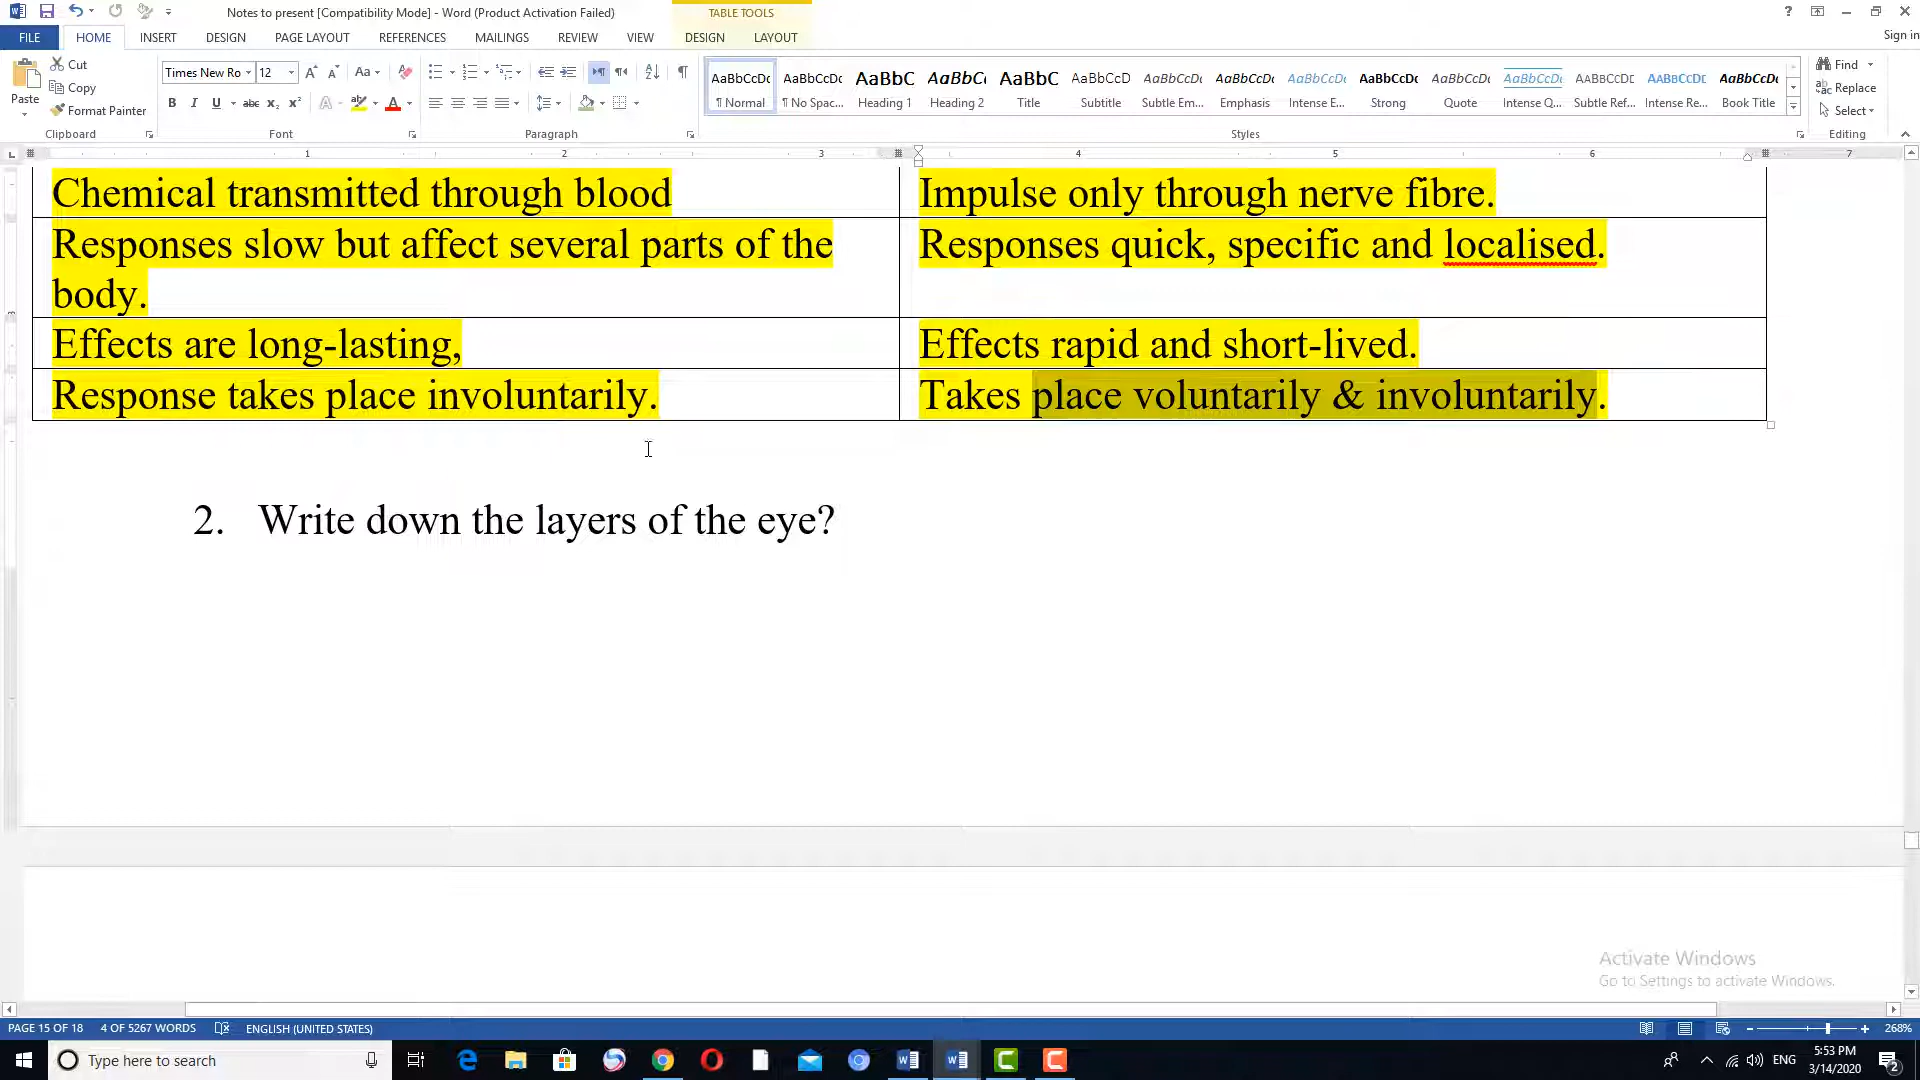 Notes to present [Compatibility Mode] - Word (Product Activation Failed)
TABLE TOOLS
Sign in
FILE HOME INSERT DESIGN PAGE LAYOUT REFERENCES MAILINGS REVIEW VIEW DESIGN LAYOUT
Paste
Cut
Copy
Format Painter
Clipboard
Times New Ro 12
Font
Paragraph
AaBbCcDc AaBbCcDc AaBbC AaBbCc AaBbC AaBbCcD AaBbCcDc AaBbCcDc AaBbCcDc AaBbCcDc AaBbCcDc AaBbCcDc AaBbCcDc AaBbCcDc AaBbCcDc
¶ Normal ¶ No Spac... Heading 1 Heading 2 Title Subtitle Subtle Em... Emphasis Intense E... Strong Quote Intense Q... Subtle Ref... Intense Re... Book Title
Styles
Find
Replace
Select
Editing
1 2 3 4 5 6 7
Chemical transmitted through blood
Impulse only through nerve fibre.
Responses slow but affect several parts of the
body.
Responses quick, specific and localised.
Effects are long-lasting,
Effects rapid and short-lived.
Response takes place involuntarily.
Takes place voluntarily & involuntarily.
2. Write down the layers of the eye?
Activate Windows
Go to Settings to activate Windows.
PAGE 15 OF 18 4 OF 5267 WORDS ENGLISH (UNITED STATES) 268%
Type here to search
ENG
5:53 PM
3/14/2020
2